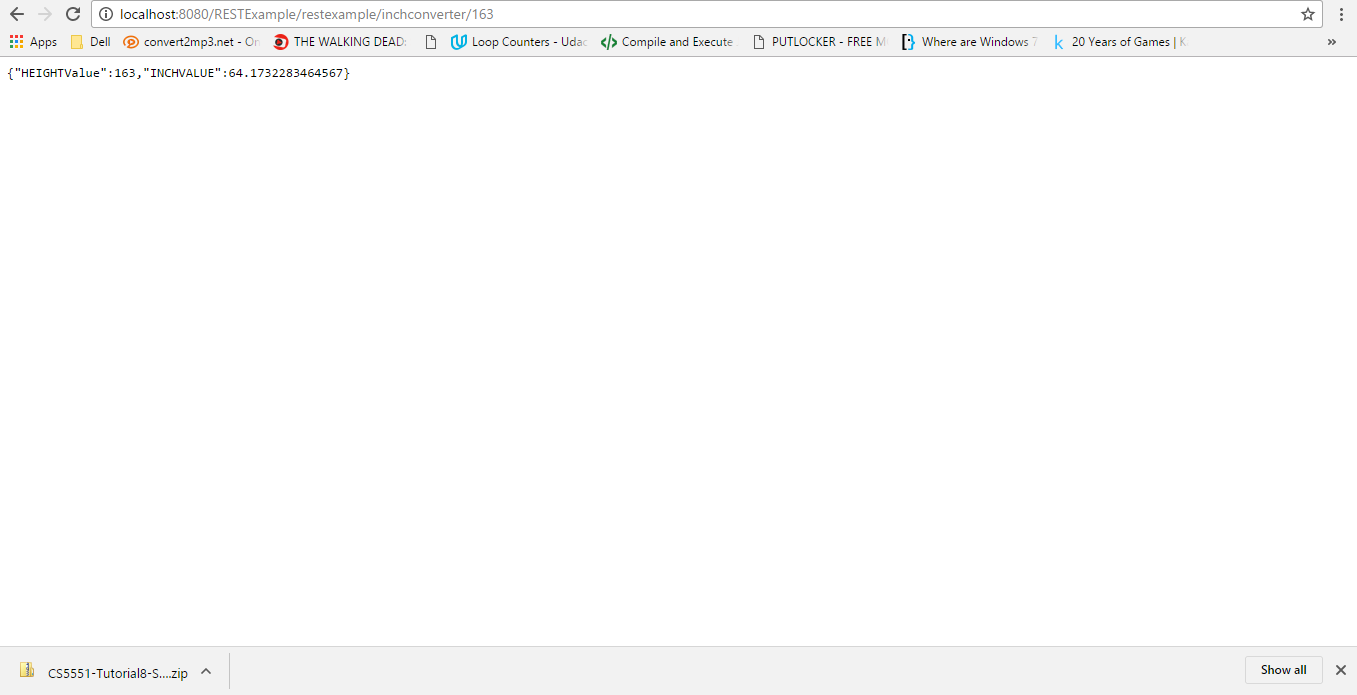 localhost:8080/RESTExample/restexample/inchconverter/163
Apps Dell convert2mp3.net - On THE WALKING DEAD: Loop Counters - Udac Compile and Execute PUTLOCKER - FREE M Where are Windows 7 20 Years of Games | K »
{"HEIGHTValue":163,"INCHVALUE":64.1732283464567}
CS5551-Tutorial8-S....zip Show all